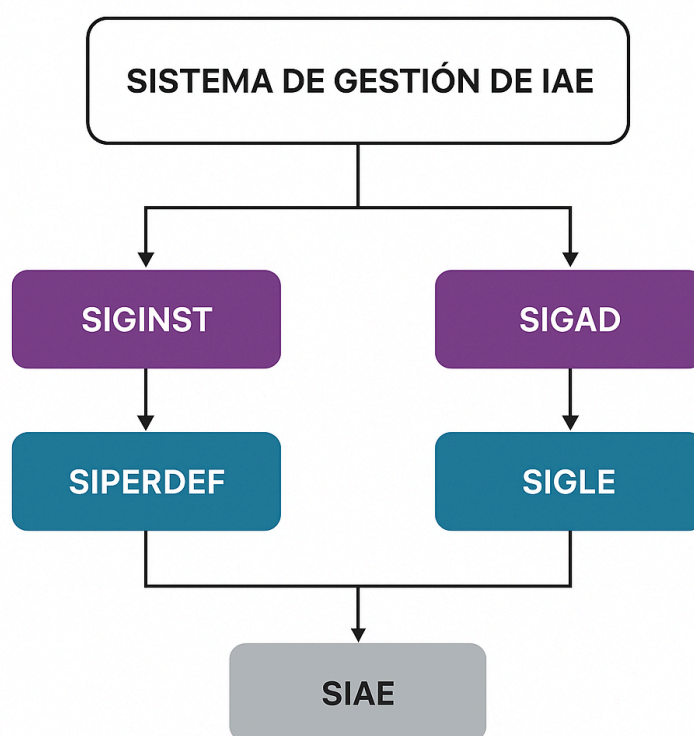 SISTEMA DE GESTIÓN DE IAE
SIGINST
SIGAD
SIPERDEF
SIGLE
SIAE